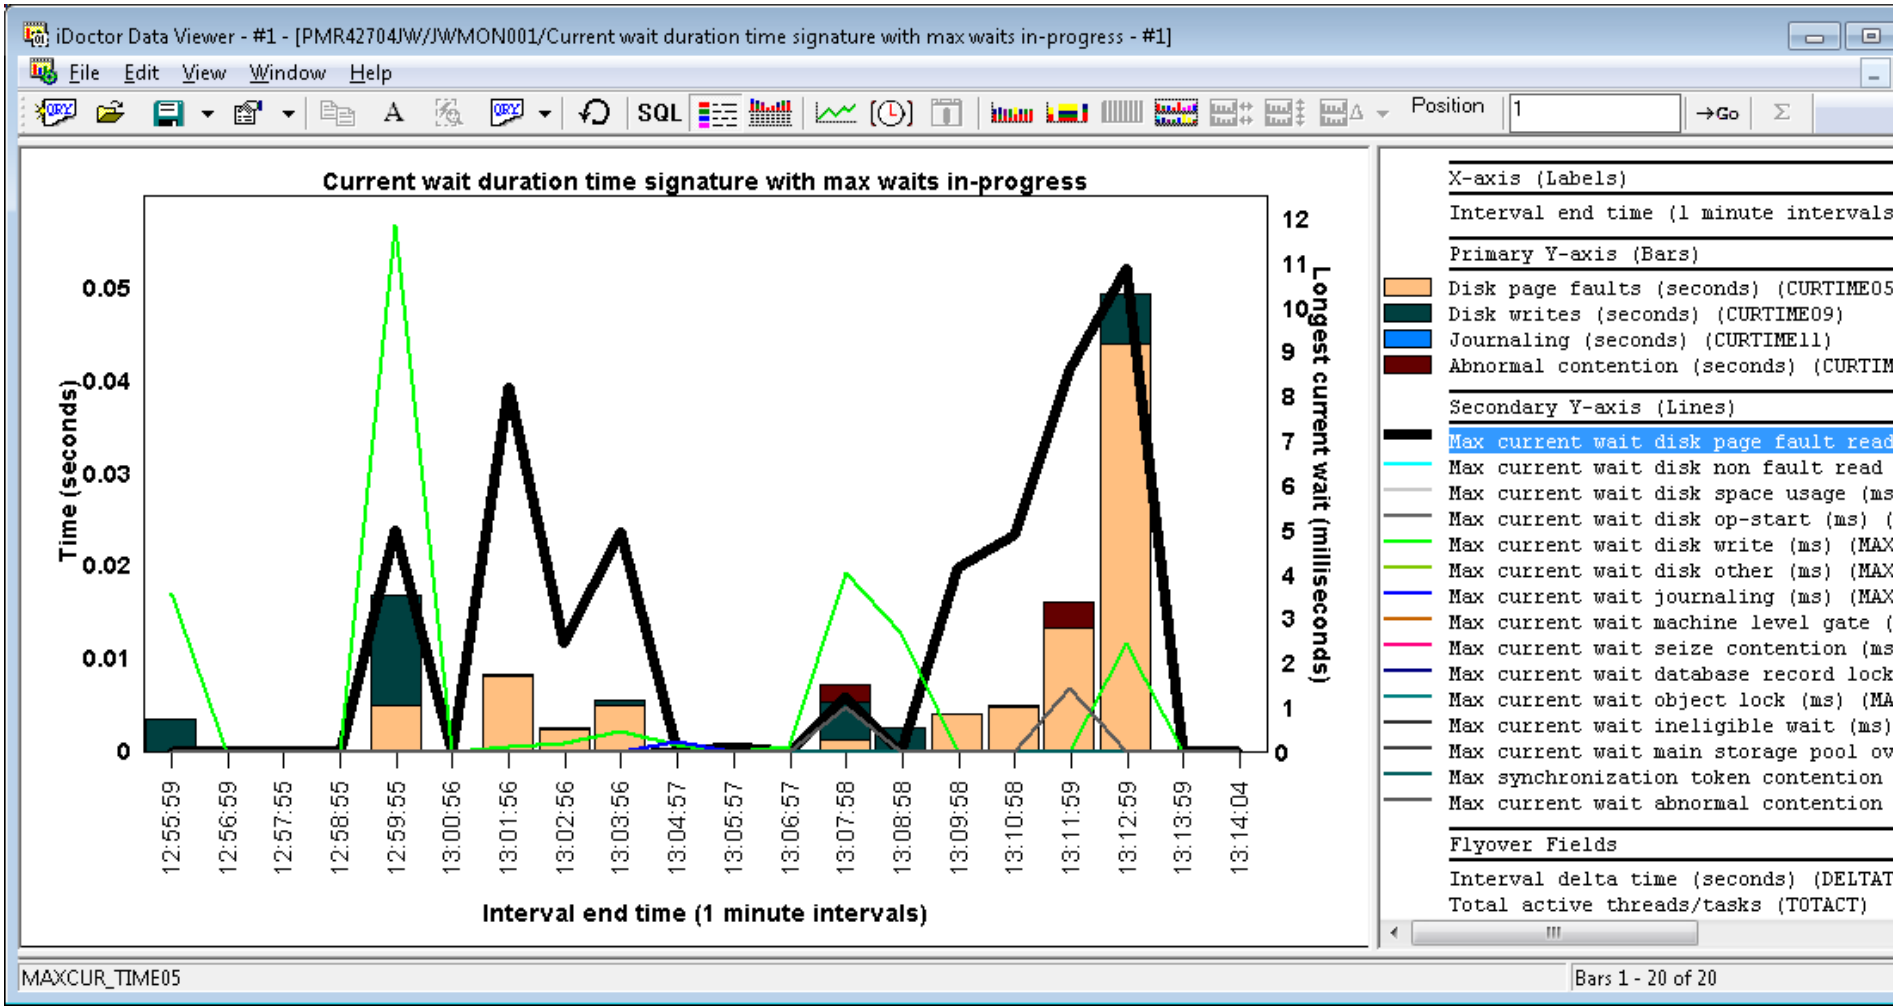 iDoctor Data Viewer - #1 - [PMR42704JW/JWMON001/Current wait duration time signature with max waits in-progress - #1]
File Edit View Window Help
QRY A QRY SQL Position 1 →Go Σ
Current wait duration time signature with max waits in-progress
Time (seconds)
0.05
0.04
0.03
0.02
0.01
0
12
11
10
9
8
7
6
5
4
3
2
1
0
Longest current wait (milliseconds)
12:55:59
12:56:59
12:57:55
12:58:55
12:59:55
13:00:56
13:01:56
13:02:56
13:03:56
13:04:57
13:05:57
13:06:57
13:07:58
13:08:58
13:09:58
13:10:58
13:11:59
13:12:59
13:13:59
13:14:04
Interval end time (1 minute intervals)
X-axis (Labels)
Interval end time (1 minute intervals
Primary Y-axis (Bars)
Disk page faults (seconds) (CURTIME05
Disk writes (seconds) (CURTIME09)
Journaling (seconds) (CURTIME11)
Abnormal contention (seconds) (CURTIM
Secondary Y-axis (Lines)
Max current wait disk page fault read
Max current wait disk non fault read
Max current wait disk space usage (ms
Max current wait disk op-start (ms) (
Max current wait disk write (ms) (MAX
Max current wait disk other (ms) (MAX
Max current wait journaling (ms) (MAX
Max current wait machine level gate (
Max current wait seize contention (ms
Max current wait database record lock
Max current wait object lock (ms) (MA
Max current wait ineligible wait (ms)
Max current wait main storage pool ov
Max synchronization token contention
Max current wait abnormal contention
Flyover Fields
Interval delta time (seconds) (DELTAT
Total active threads/tasks (TOTACT)
MAXCUR_TIME05
Bars 1 - 20 of 20